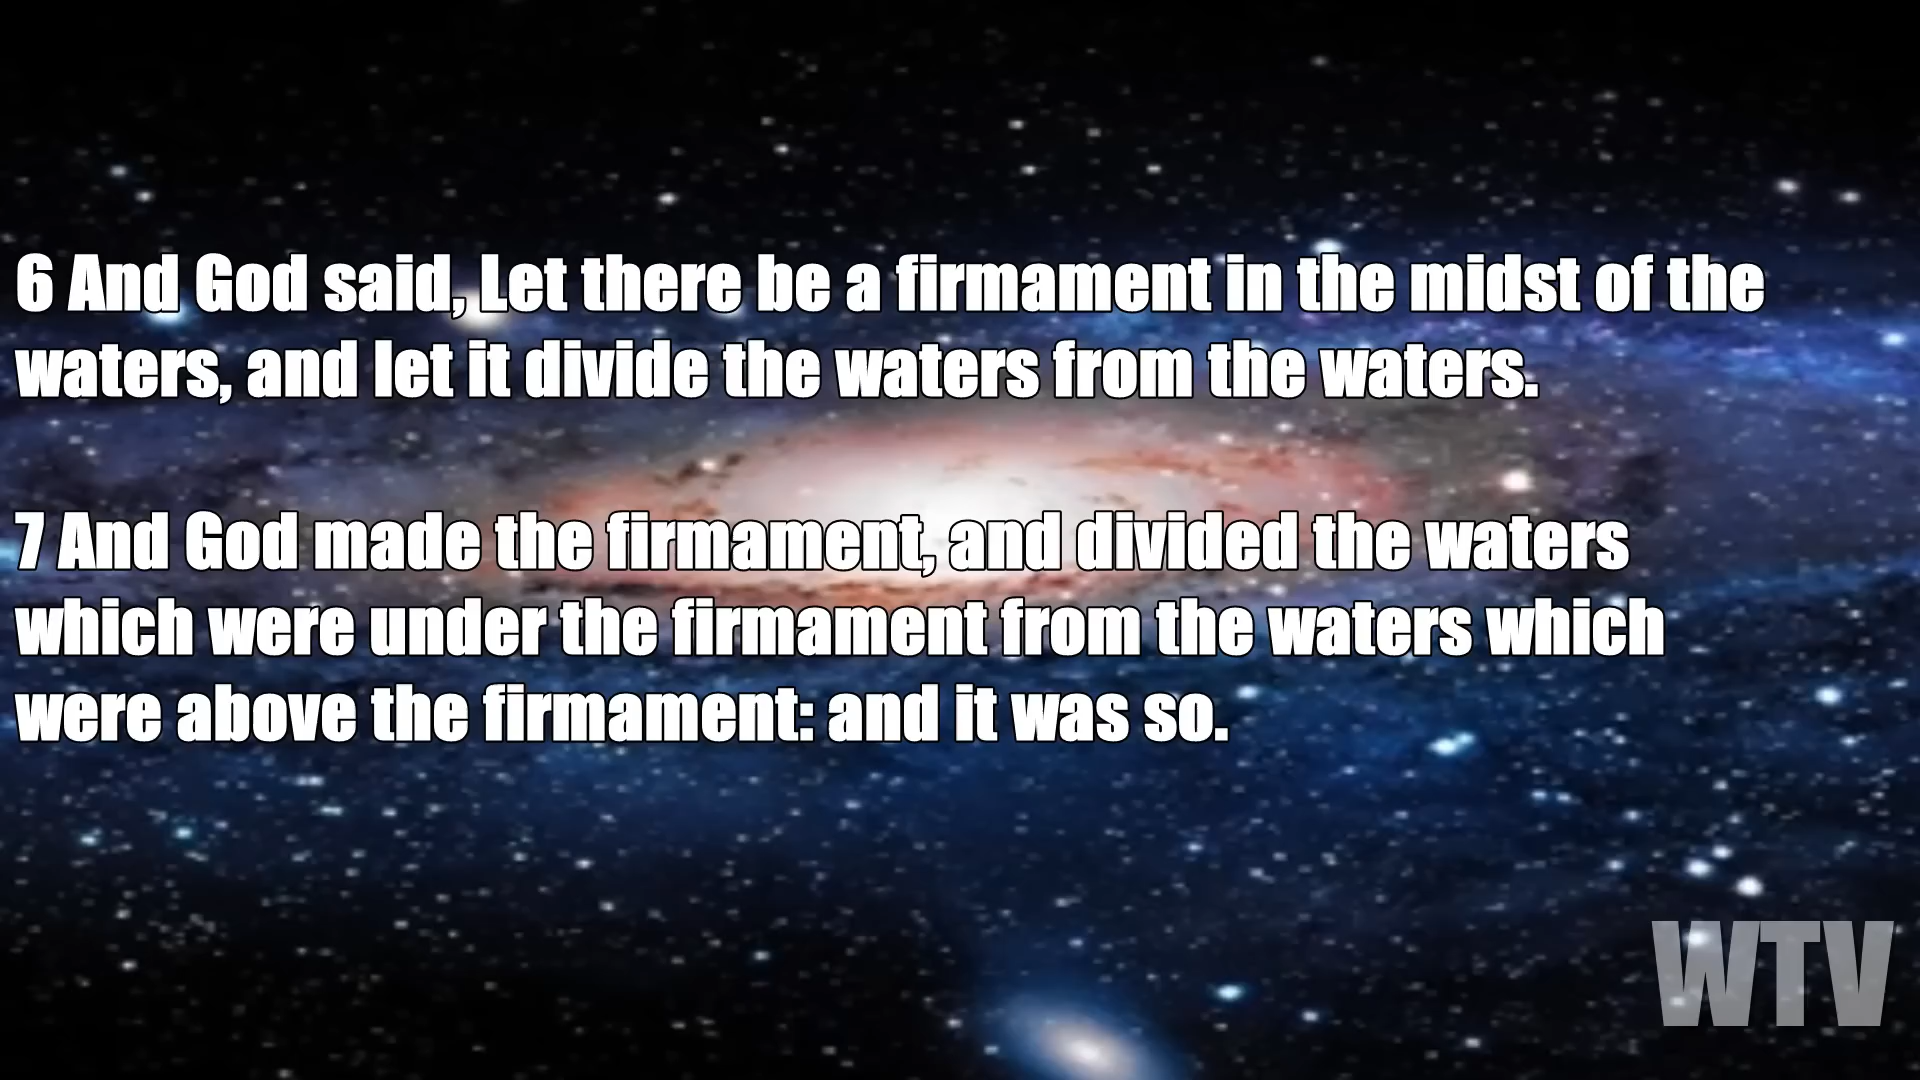 6 And God said, Let there be a firmament in the midst of the
waters, and let it divide the waters from the waters.
7 And God made the firmament, and divided the waters
which were under the firmament from the waters which
were above the firmament: and it was so.
WTV